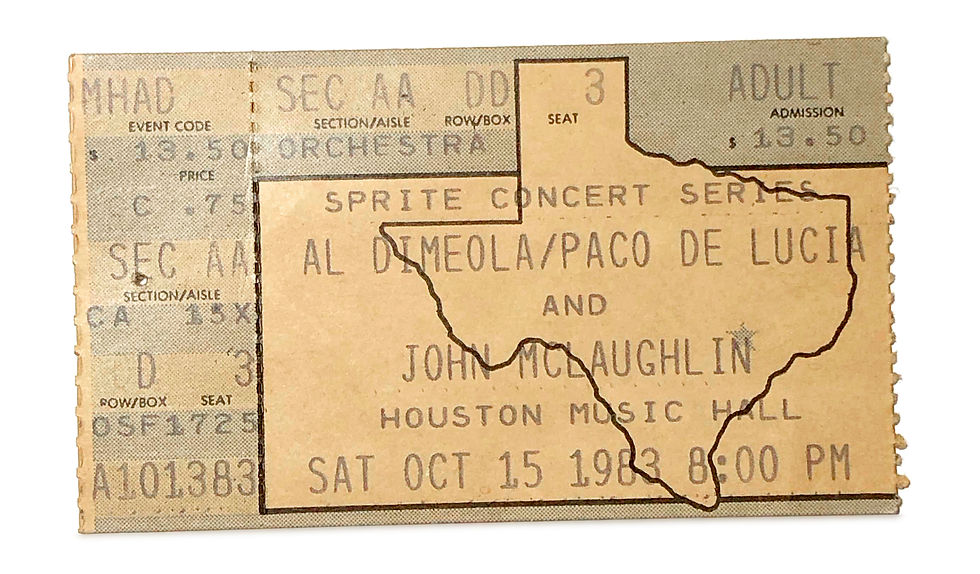 MHAD
EVENT CODE
$ 13.50
PRICE
C .75
SEC AA
SECTION/AISLE
CA 15X
D 3
ROW/BOX SEAT
OSF1725
A101383
SEC AA DD 3 ADULT
SECTION/AISLE ROW/BOX SEAT ADMISSION
ORCHESTRA $ 13.50
SPRITE CONCERT SERIES
AL DIMEOLA/PACO DE LUCIA
AND
JOHN MCLAUGHLIN
HOUSTON MUSIC HALL
SAT OCT 15 1983 8:00 PM